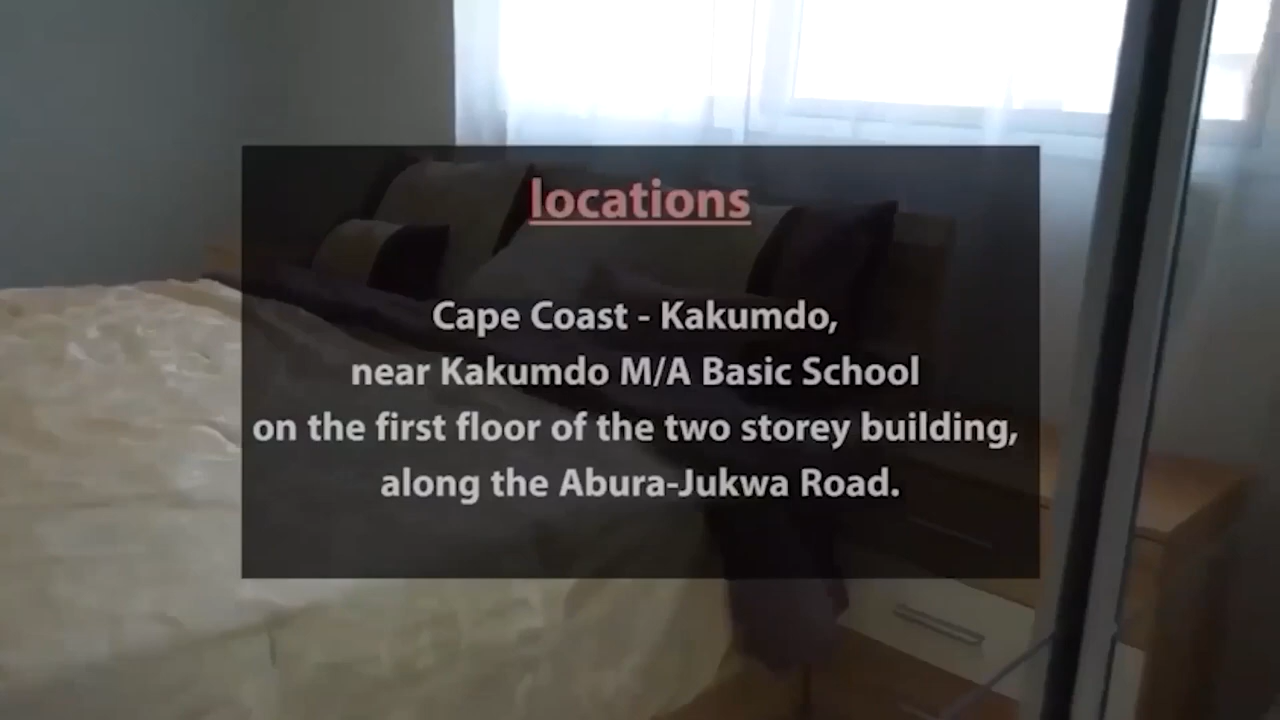 locations
Cape Coast - Kakumdo,
near Kakumdo M/A Basic School
on the first floor of the two storey building,
along the Abura-Jukwa Road.